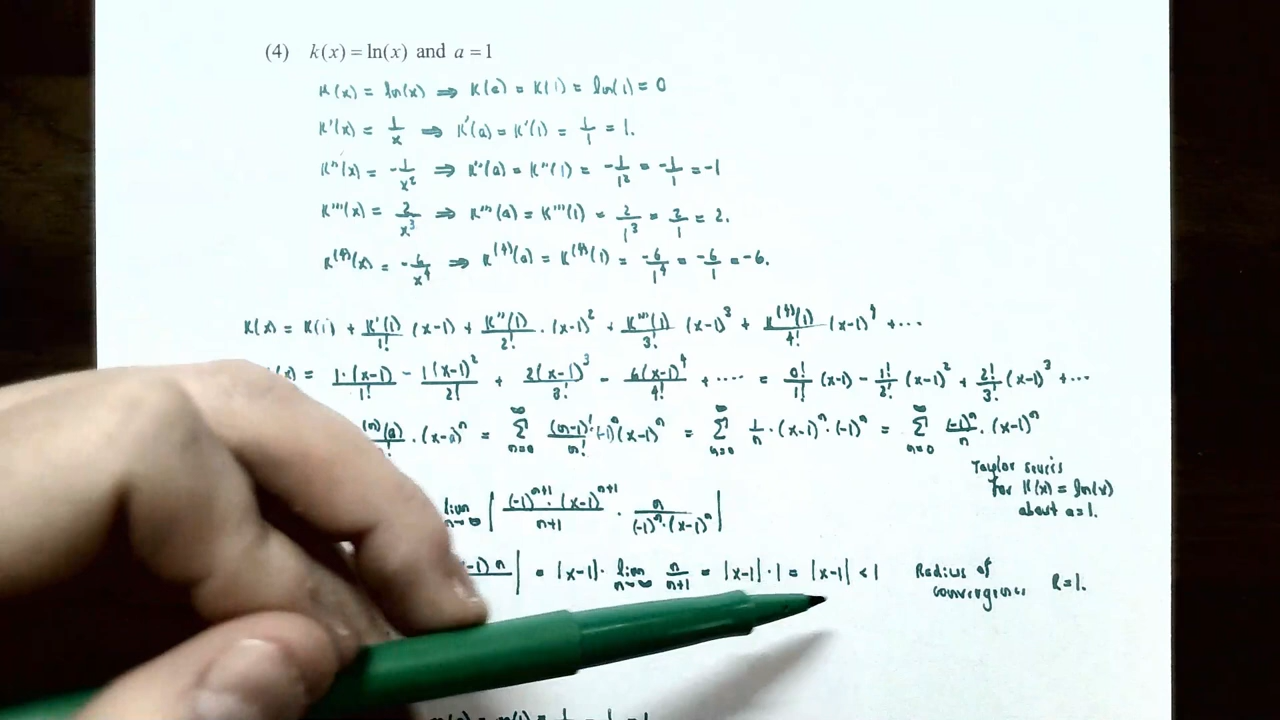 (4) k(x) = ln(x) and a = 1
K(x) = ln(x) ⇒ K(a) = K(1) = ln(1) = 0
K'(x) = 1/x ⇒ K'(a) = K'(1) = 1/1 = 1.
K''(x) = -1/x² ⇒ K''(a) = K''(1) = -1/1² = -1/1 = -1
K'''(x) = 2/x³ ⇒ K'''(a) = K'''(1) = 2/1³ = 2/1 = 2.
K⁽⁴⁾(x) = -6/x⁴ ⇒ K⁽⁴⁾(a) = K⁽⁴⁾(1) = -6/1⁴ = -6/1 = -6.
K(x) = K(1) + K'(1)/1! (x-1) + K''(1)/2! · (x-1)² + K'''(1)/3! (x-1)³ + K⁽⁴⁾(1)/4! (x-1)⁴ + ...
(x) = 1·(x-1)/1! - 1(x-1)²/2! + 2(x-1)³/3! - 6(x-1)⁴/4! + .... = 0!/1! (x-1) - 1!/2! (x-1)² + 2!/3! (x-1)³ + ...
(n)(a)/n! · (x-a)ⁿ = ∑_{n=0}^{∞} (n-1)!/n! · (-1)ⁿ(x-1)ⁿ = ∑_{n=0}^{∞} 1/n · (x-1)ⁿ · (-1)ⁿ = ∑_{n=0}^{∞} (-1)ⁿ/n · (x-1)ⁿ
Taylor series
for K(x) = ln(x)
about a=1.
lim_{n→∞} | (-1)ⁿ⁺¹ · (x-1)ⁿ⁺¹/n+1 · n/(-1)ⁿ · (x-1)ⁿ |
-1) n | = |x-1| · lim_{n→∞} n/n+1 = |x-1| · 1 = |x-1| < 1 Radius of
convergence R=1.